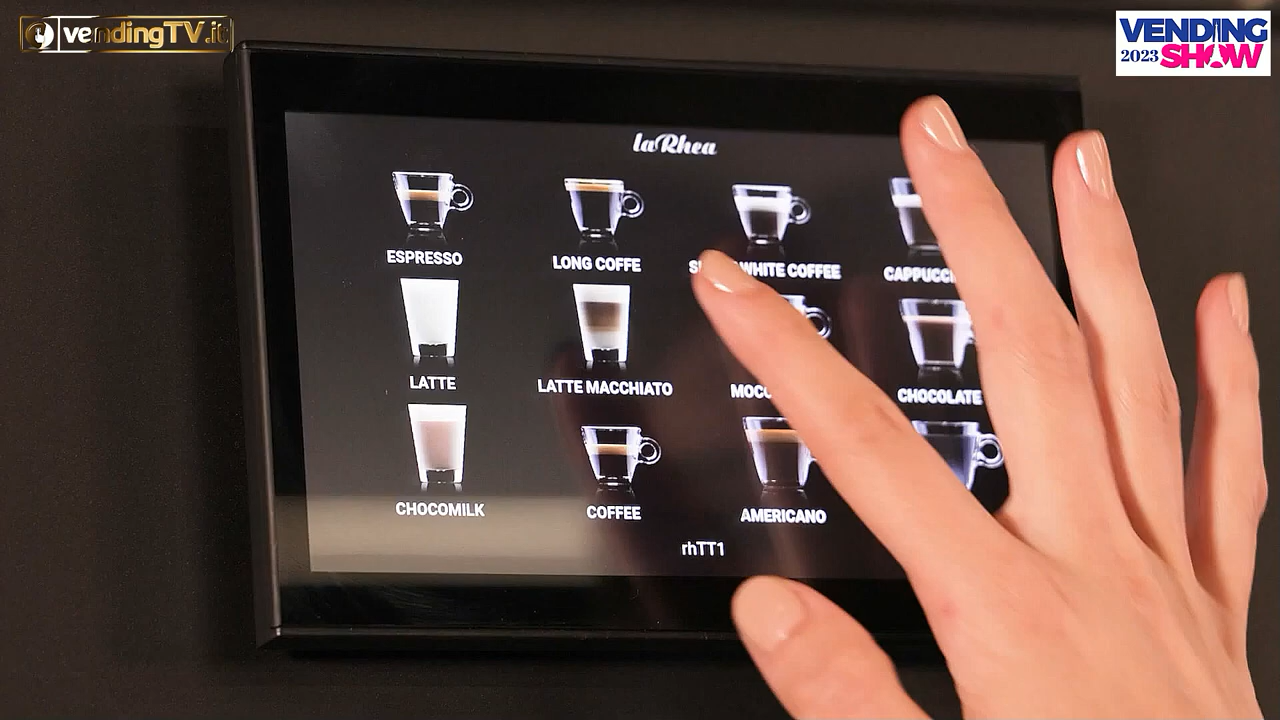 vendingTV.it
VENDING
2023 SHOW
laRhea
ESPRESSO
LONG COFFE
WHITE COFFEE
LATTE
LATTE MACCHIATO
CHOCOLATE
CHOCOMILK
COFFEE
AMERICANO
rhTT1